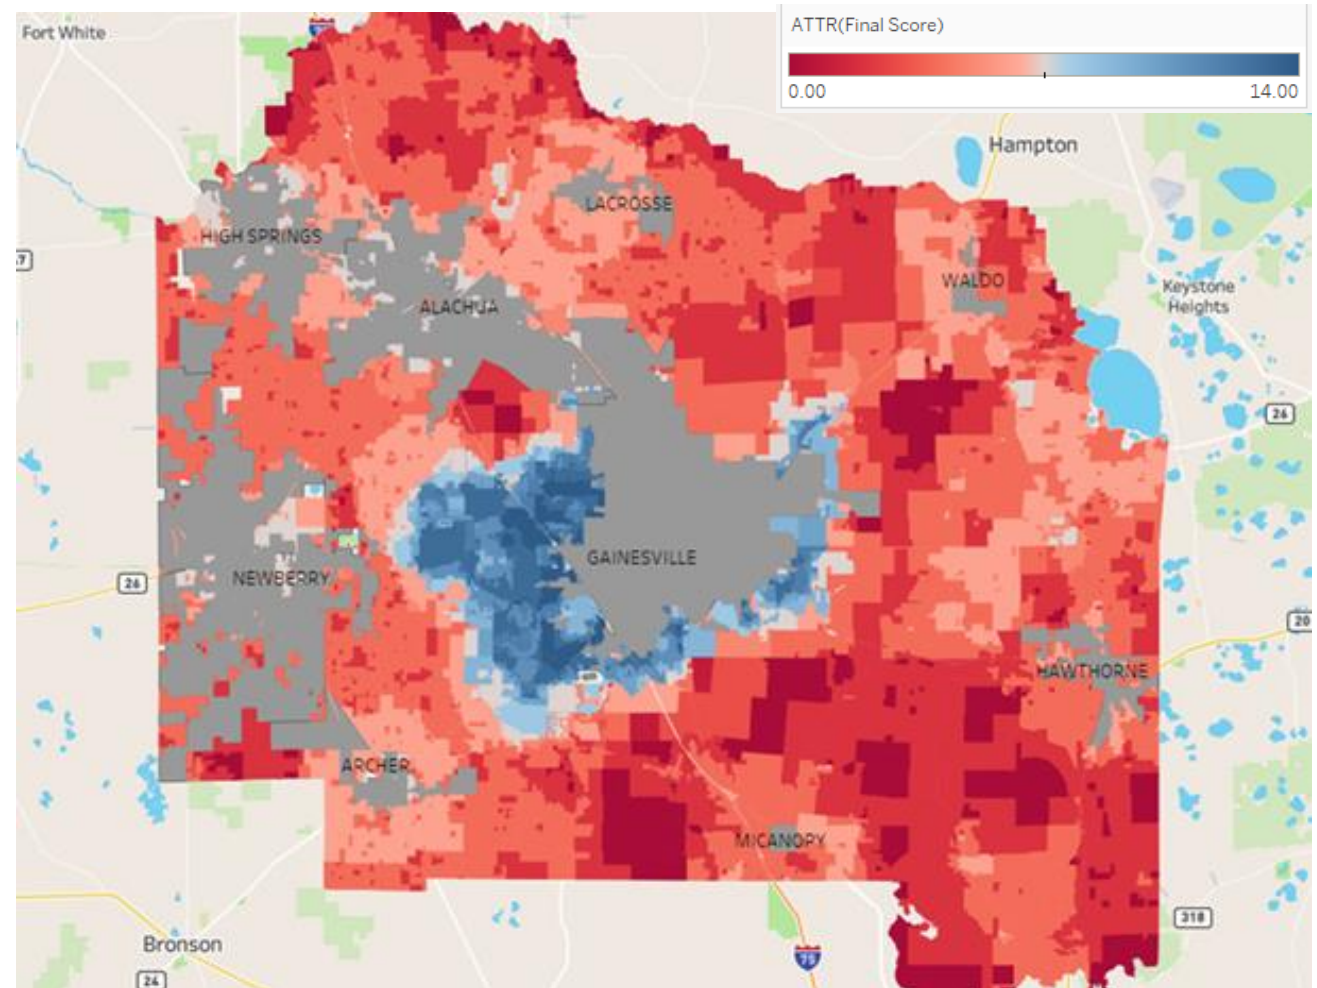 ATTR(Final Score)
0.00 14.00
Fort White
Hampton
LACROSSE
HIGH SPRINGS
WALDO
Keystone
Heights
ALACHUA
26
GAINESVILLE
26
NEWBERRY
20
HAWTHORNE
ARCHER
MICANOPY
318
Bronson
75
24